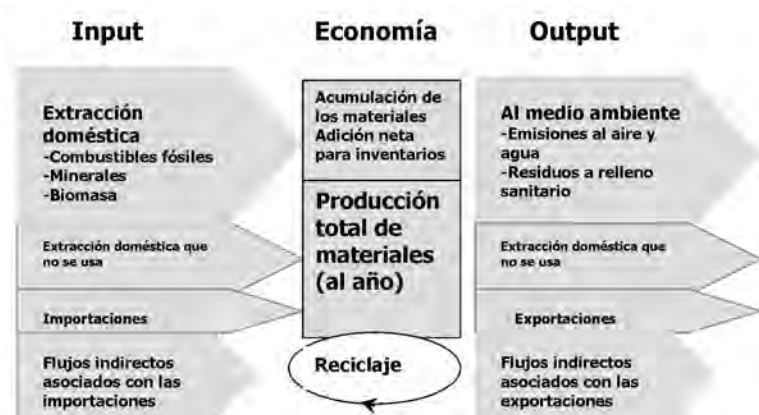 Input
Economía
Output
Extracción
doméstica
-Combustibles fósiles
-Minerales
-Biomasa
Extracción doméstica que
no se usa
Importaciones
Flujos indirectos
asociados con las
importaciones
Acumulación de
los materiales
Adición neta
para inventarios
Producción
total de
materiales
(al año)
Reciclaje
Al medio ambiente
-Emisiones al aire y
agua
-Residuos a relleno
sanitario
Extracción doméstica que
no se usa
Exportaciones
Flujos indirectos
asociados con las
exportaciones